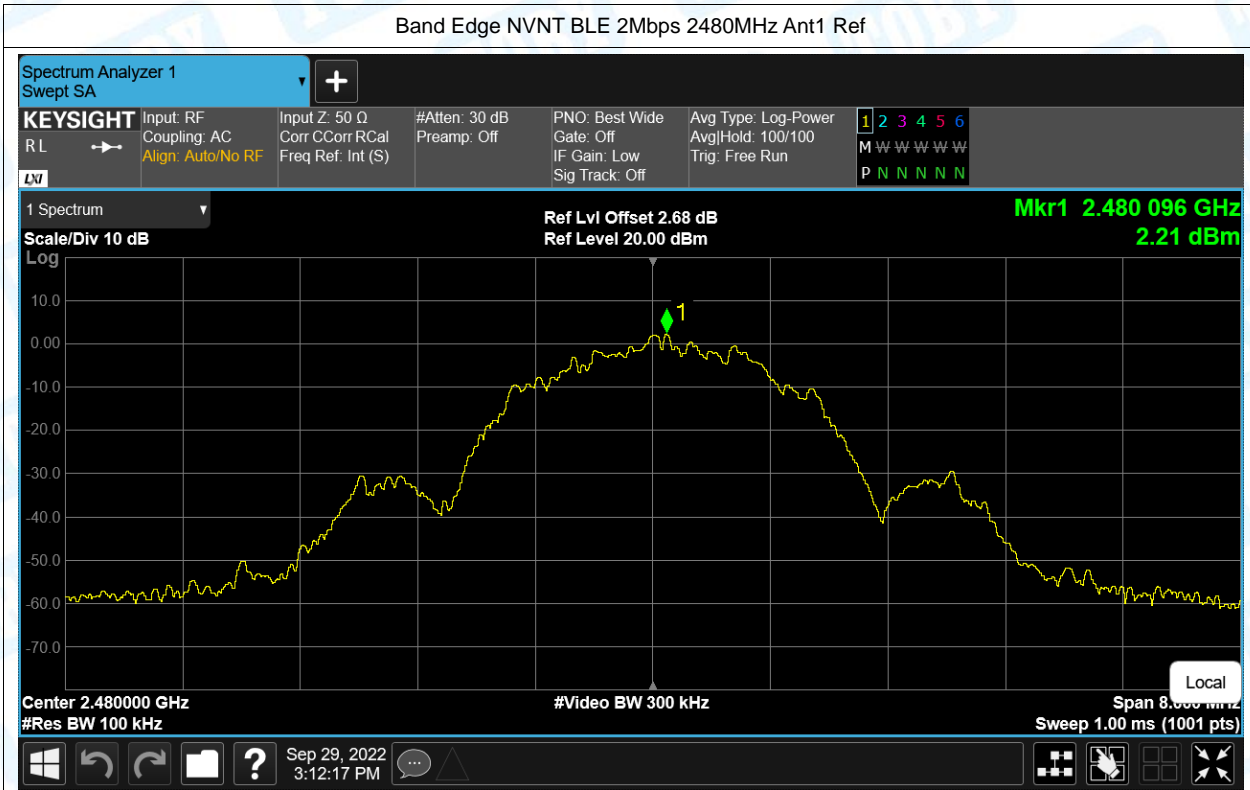 Band Edge NVNT BLE 2Mbps 2480MHz Ant1 Ref
Spectrum Analyzer 1
Swept SA
KEYSIGHT
R L
LXI
Input: RF
Coupling: AC
Align: Auto/No RF
Input Z: 50 Ω
Corr CCorr RCal
Freq Ref: Int (S)
#Atten: 30 dB
Preamp: Off
PNO: Best Wide
Gate: Off
IF Gain: Low
Sig Track: Off
Avg Type: Log-Power
Avg|Hold: 100/100
Trig: Free Run
1 2 3 4 5 6
M W W W W W
P N N N N N
1 Spectrum
Scale/Div 10 dB
Ref Lvl Offset 2.68 dB
Ref Level 20.00 dBm
Mkr1 2.480 096 GHz
2.21 dBm
Log
10.0
0.00
-10.0
-20.0
-30.0
-40.0
-50.0
-60.0
-70.0
1
Center 2.480000 GHz
#Res BW 100 kHz
#Video BW 300 kHz
Span 8.000 MHz
Sweep 1.00 ms (1001 pts)
Local
?
Sep 29, 2022
3:12:17 PM